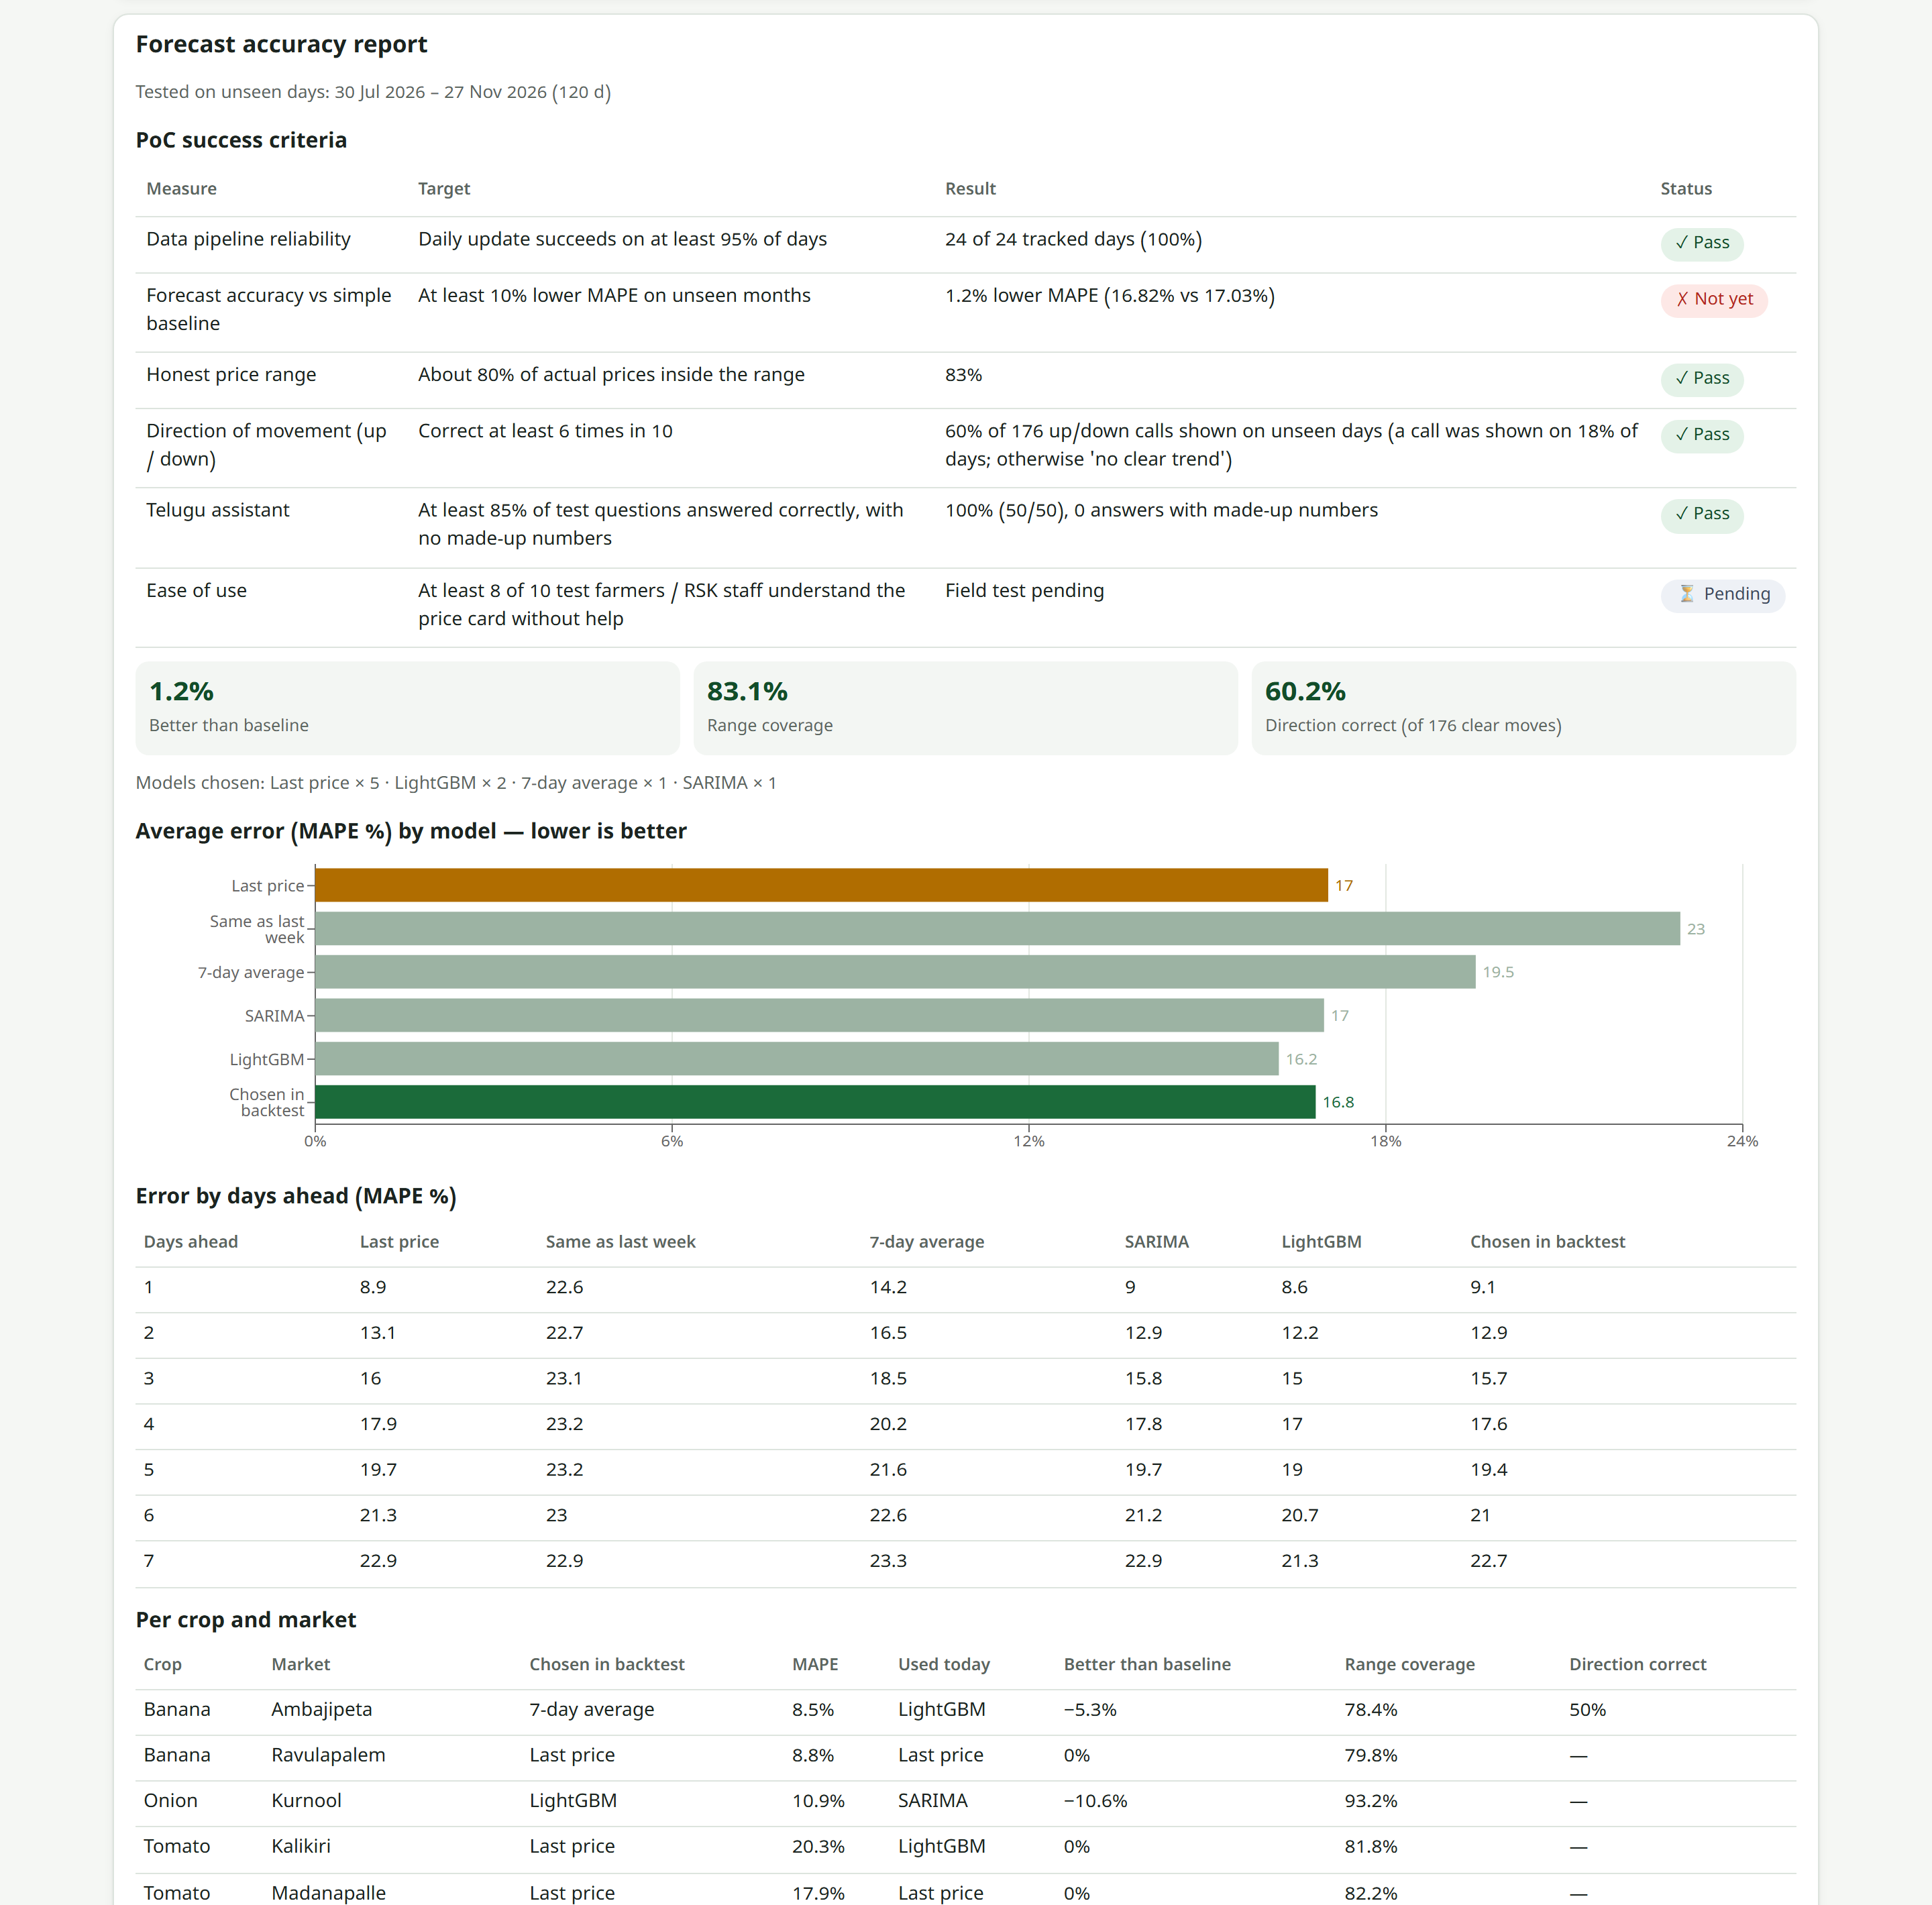 Forecast accuracy report
Tested on unseen days: 30 Jul 2026 – 27 Nov 2026 (120 d)
PoC success criteria
Measure Target Result Status
Data pipeline reliability Daily update succeeds on at least 95% of days 24 of 24 tracked days (100%) ✓ Pass
Forecast accuracy vs simple baseline At least 10% lower MAPE on unseen months 1.2% lower MAPE (16.82% vs 17.03%) ✗ Not yet
Honest price range About 80% of actual prices inside the range 83% ✓ Pass
Direction of movement (up / down) Correct at least 6 times in 10 60% of 176 up/down calls shown on unseen days (a call was shown on 18% of days; otherwise 'no clear trend') ✓ Pass
Telugu assistant At least 85% of test questions answered correctly, with no made-up numbers 100% (50/50), 0 answers with made-up numbers ✓ Pass
Ease of use At least 8 of 10 test farmers / RSK staff understand the price card without help Field test pending ⏳ Pending
1.2% 83.1% 60.2%
Better than baseline Range coverage Direction correct (of 176 clear moves)
Models chosen: Last price × 5 · LightGBM × 2 · 7-day average × 1 · SARIMA × 1
Average error (MAPE %) by model — lower is better
Last price 17
Same as last week 23
7-day average 19.5
SARIMA 17
LightGBM 16.2
Chosen in backtest 16.8
0% 6% 12% 18% 24%
Error by days ahead (MAPE %)
Days ahead Last price Same as last week 7-day average SARIMA LightGBM Chosen in backtest
1 8.9 22.6 14.2 9 8.6 9.1
2 13.1 22.7 16.5 12.9 12.2 12.9
3 16 23.1 18.5 15.8 15 15.7
4 17.9 23.2 20.2 17.8 17 17.6
5 19.7 23.2 21.6 19.7 19 19.4
6 21.3 23 22.6 21.2 20.7 21
7 22.9 22.9 23.3 22.9 21.3 22.7
Per crop and market
Crop Market Chosen in backtest MAPE Used today Better than baseline Range coverage Direction correct
Banana Ambajipeta 7-day average 8.5% LightGBM −5.3% 78.4% 50%
Banana Ravulapalem Last price 8.8% Last price 0% 79.8% —
Onion Kurnool LightGBM 10.9% SARIMA −10.6% 93.2% —
Tomato Kalikiri Last price 20.3% LightGBM 0% 81.8% —
Tomato Madanapalle Last price 17.9% Last price 0% 82.2% —